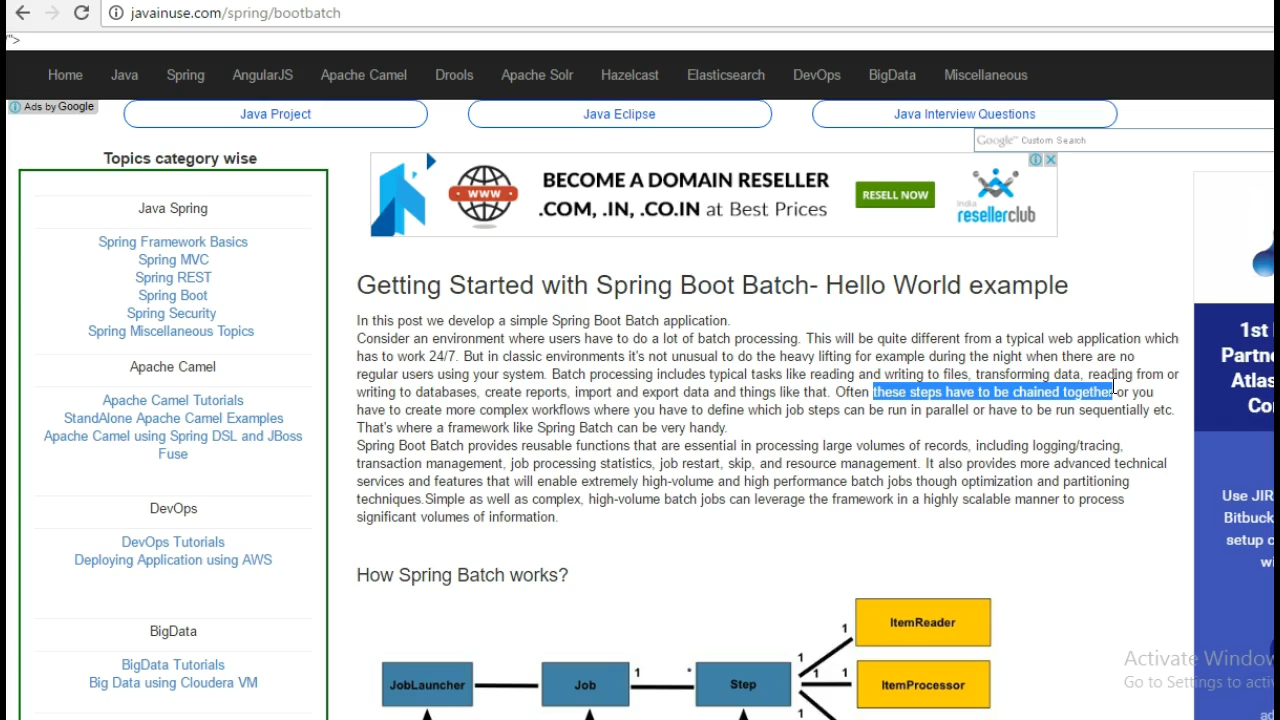 javainuse.com/spring/bootbatch
">
Home Java Spring AngularJS Apache Camel Drools Apache Solr Hazelcast Elasticsearch DevOps BigData Miscellaneous
Ads by Google
Java Project Java Eclipse Java Interview Questions
Google™ Custom Search
Topics category wise
Java Spring
Spring Framework Basics
Spring MVC
Spring REST
Spring Boot
Spring Security
Spring Miscellaneous Topics
Apache Camel
Apache Camel Tutorials
StandAlone Apache Camel Examples
Apache Camel using Spring DSL and JBoss
Fuse
DevOps
DevOps Tutorials
Deploying Application using AWS
BigData
BigData Tutorials
Big Data using Cloudera VM
WWW
BECOME A DOMAIN RESELLER
.COM, .IN, .CO.IN at Best Prices
RESELL NOW
India
resellerclub
Getting Started with Spring Boot Batch- Hello World example
In this post we develop a simple Spring Boot Batch application.
Consider an environment where users have to do a lot of batch processing. This will be quite different from a typical web application which
has to work 24/7. But in classic environments it's not unusual to do the heavy lifting for example during the night when there are no
regular users using your system. Batch processing includes typical tasks like reading and writing to files, transforming data, reading from or
writing to databases, create reports, import and export data and things like that. Often these steps have to be chained together or you
have to create more complex workflows where you have to define which job steps can be run in parallel or have to be run sequentially etc.
That's where a framework like Spring Batch can be very handy.
Spring Boot Batch provides reusable functions that are essential in processing large volumes of records, including logging/tracing,
transaction management, job processing statistics, job restart, skip, and resource management. It also provides more advanced technical
services and features that will enable extremely high-volume and high performance batch jobs though optimization and partitioning
techniques.Simple as well as complex, high-volume batch jobs can leverage the framework in a highly scalable manner to process
significant volumes of information.
How Spring Batch works?
ItemReader
JobLauncher Job 1 * Step 1 1 1 1 1 ItemProcessor
1st
Partne
Atlas
Co
Use JIR
Bitbuck
setup o
wi
Activate Window
Go to Settings to activ
ad